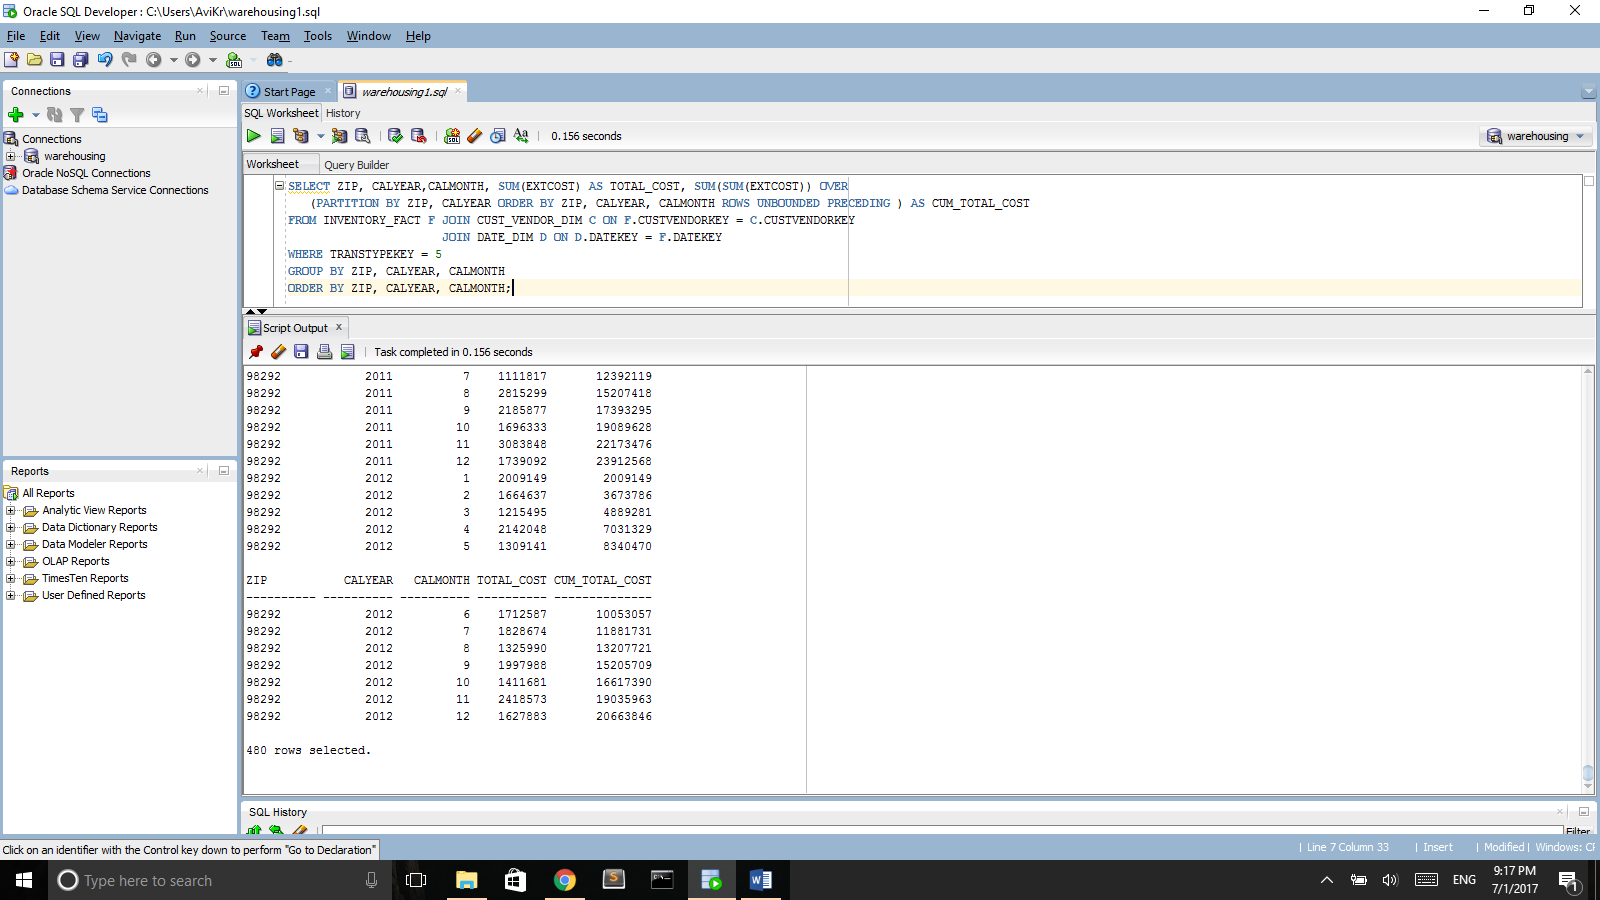 Oracle SQL Developer : C:\Users\AviKr\warehousing1.sql
File Edit View Navigate Run Source Team Tools Window Help
Connections
Connections
warehousing
Oracle NoSQL Connections
Database Schema Service Connections
Reports
All Reports
Analytic View Reports
Data Dictionary Reports
Data Modeler Reports
OLAP Reports
TimesTen Reports
User Defined Reports
Start Page warehousing1.sql
SQL Worksheet History
0.156 seconds
warehousing
Worksheet Query Builder
SELECT ZIP, CALYEAR,CALMONTH, SUM(EXTCOST) AS TOTAL_COST, SUM(SUM(EXTCOST)) OVER
(PARTITION BY ZIP, CALYEAR ORDER BY ZIP, CALYEAR, CALMONTH ROWS UNBOUNDED PRECEDING ) AS CUM_TOTAL_COST
FROM INVENTORY_FACT F JOIN CUST_VENDOR_DIM C ON F.CUSTVENDORKEY = C.CUSTVENDORKEY
JOIN DATE_DIM D ON D.DATEKEY = F.DATEKEY
WHERE TRANSTYPEKEY = 5
GROUP BY ZIP, CALYEAR, CALMONTH
ORDER BY ZIP, CALYEAR, CALMONTH;
Script Output
Task completed in 0.156 seconds
98292 2011 7 1111817 12392119
98292 2011 8 2815299 15207418
98292 2011 9 2185877 17393295
98292 2011 10 1696333 19089628
98292 2011 11 3083848 22173476
98292 2011 12 1739092 23912568
98292 2012 1 2009149 2009149
98292 2012 2 1664637 3673786
98292 2012 3 1215495 4889281
98292 2012 4 2142048 7031329
98292 2012 5 1309141 8340470
ZIP CALYEAR CALMONTH TOTAL_COST CUM_TOTAL_COST
---------- ---------- ---------- ---------- --------------
98292 2012 6 1712587 10053057
98292 2012 7 1828674 11881731
98292 2012 8 1325990 13207721
98292 2012 9 1997988 15205709
98292 2012 10 1411681 16617390
98292 2012 11 2418573 19035963
98292 2012 12 1627883 20663846
480 rows selected.
SQL History
Filter
Click on an identifier with the Control key down to perform "Go to Declaration"
Line 7 Column 33 | Insert | Modified | Windows: CF
Type here to search
ENG
9:17 PM
7/1/2017
1